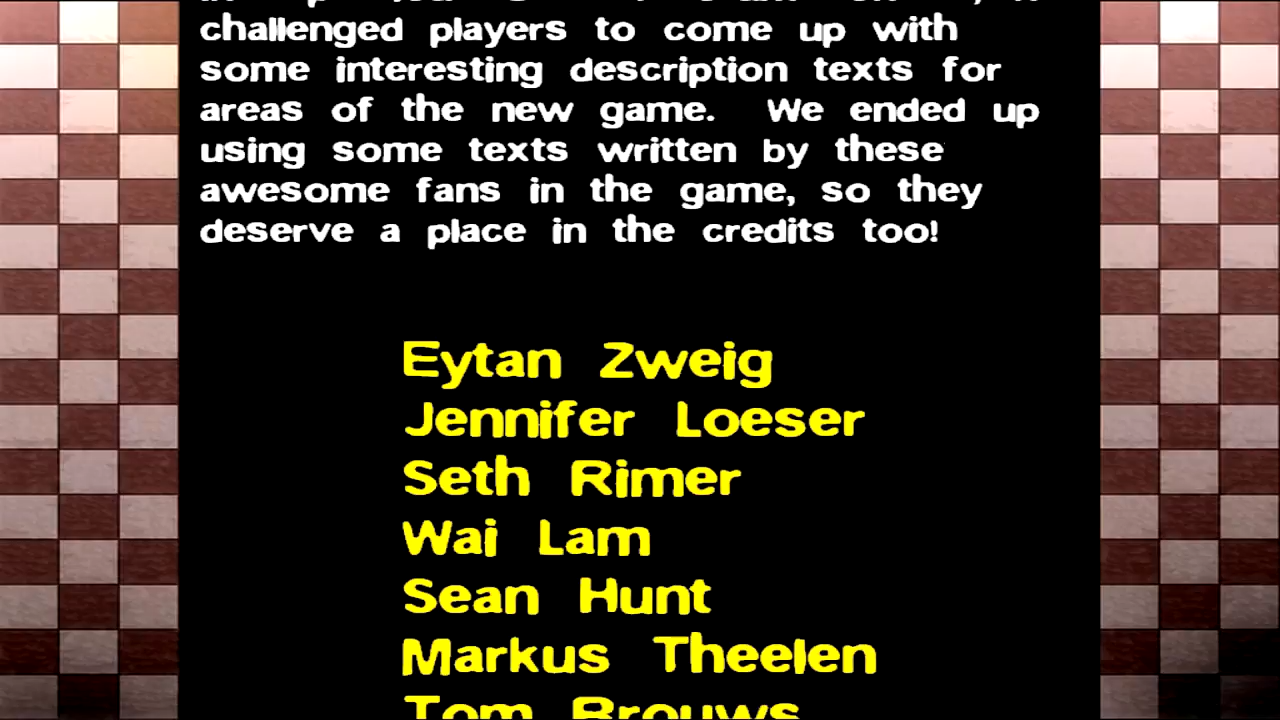 challenged players to come up with
some interesting description texts for
areas of the new game. We ended up
using some texts written by these
awesome fans in the game, so they
deserve a place in the credits too!
Eytan Zweig
Jennifer Loeser
Seth Rimer
Wai Lam
Sean Hunt
Markus Theelen
Tom Brouws